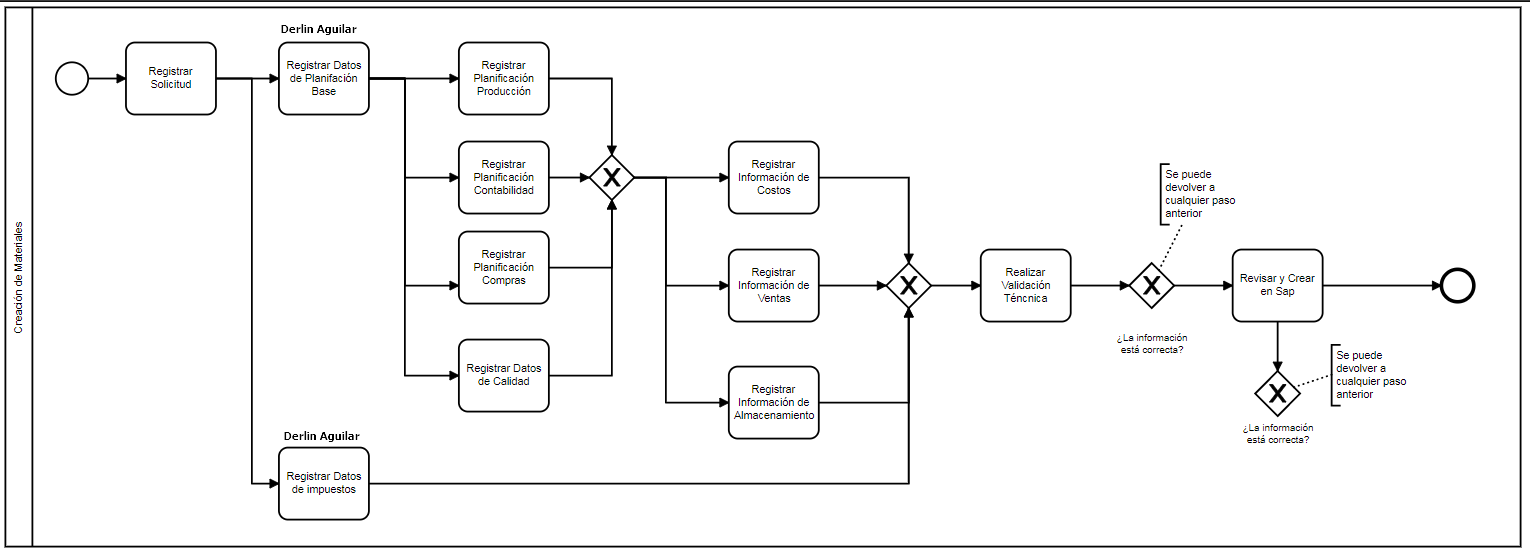 Creación de Materiales
Registrar
Solicitud
Derlin Aguilar
Registrar Datos
de Planifación
Base
Registrar
Planificación
Producción
Registrar
Planificación
Contabilidad
Registrar
Planificación
Compras
Registrar Datos
de Calidad
Derlin Aguilar
Registrar Datos
de impuestos
Registrar
Información de
Costos
Registrar
Información de
Ventas
Registrar
Información de
Almacenamiento
Realizar
Validación
Téncnica
Se puede
devolver a
cualquier paso
anterior
¿La información
está correcta?
Revisar y Crear
en Sap
Se puede
devolver a
cualquier paso
anterior
¿La información
está correcta?